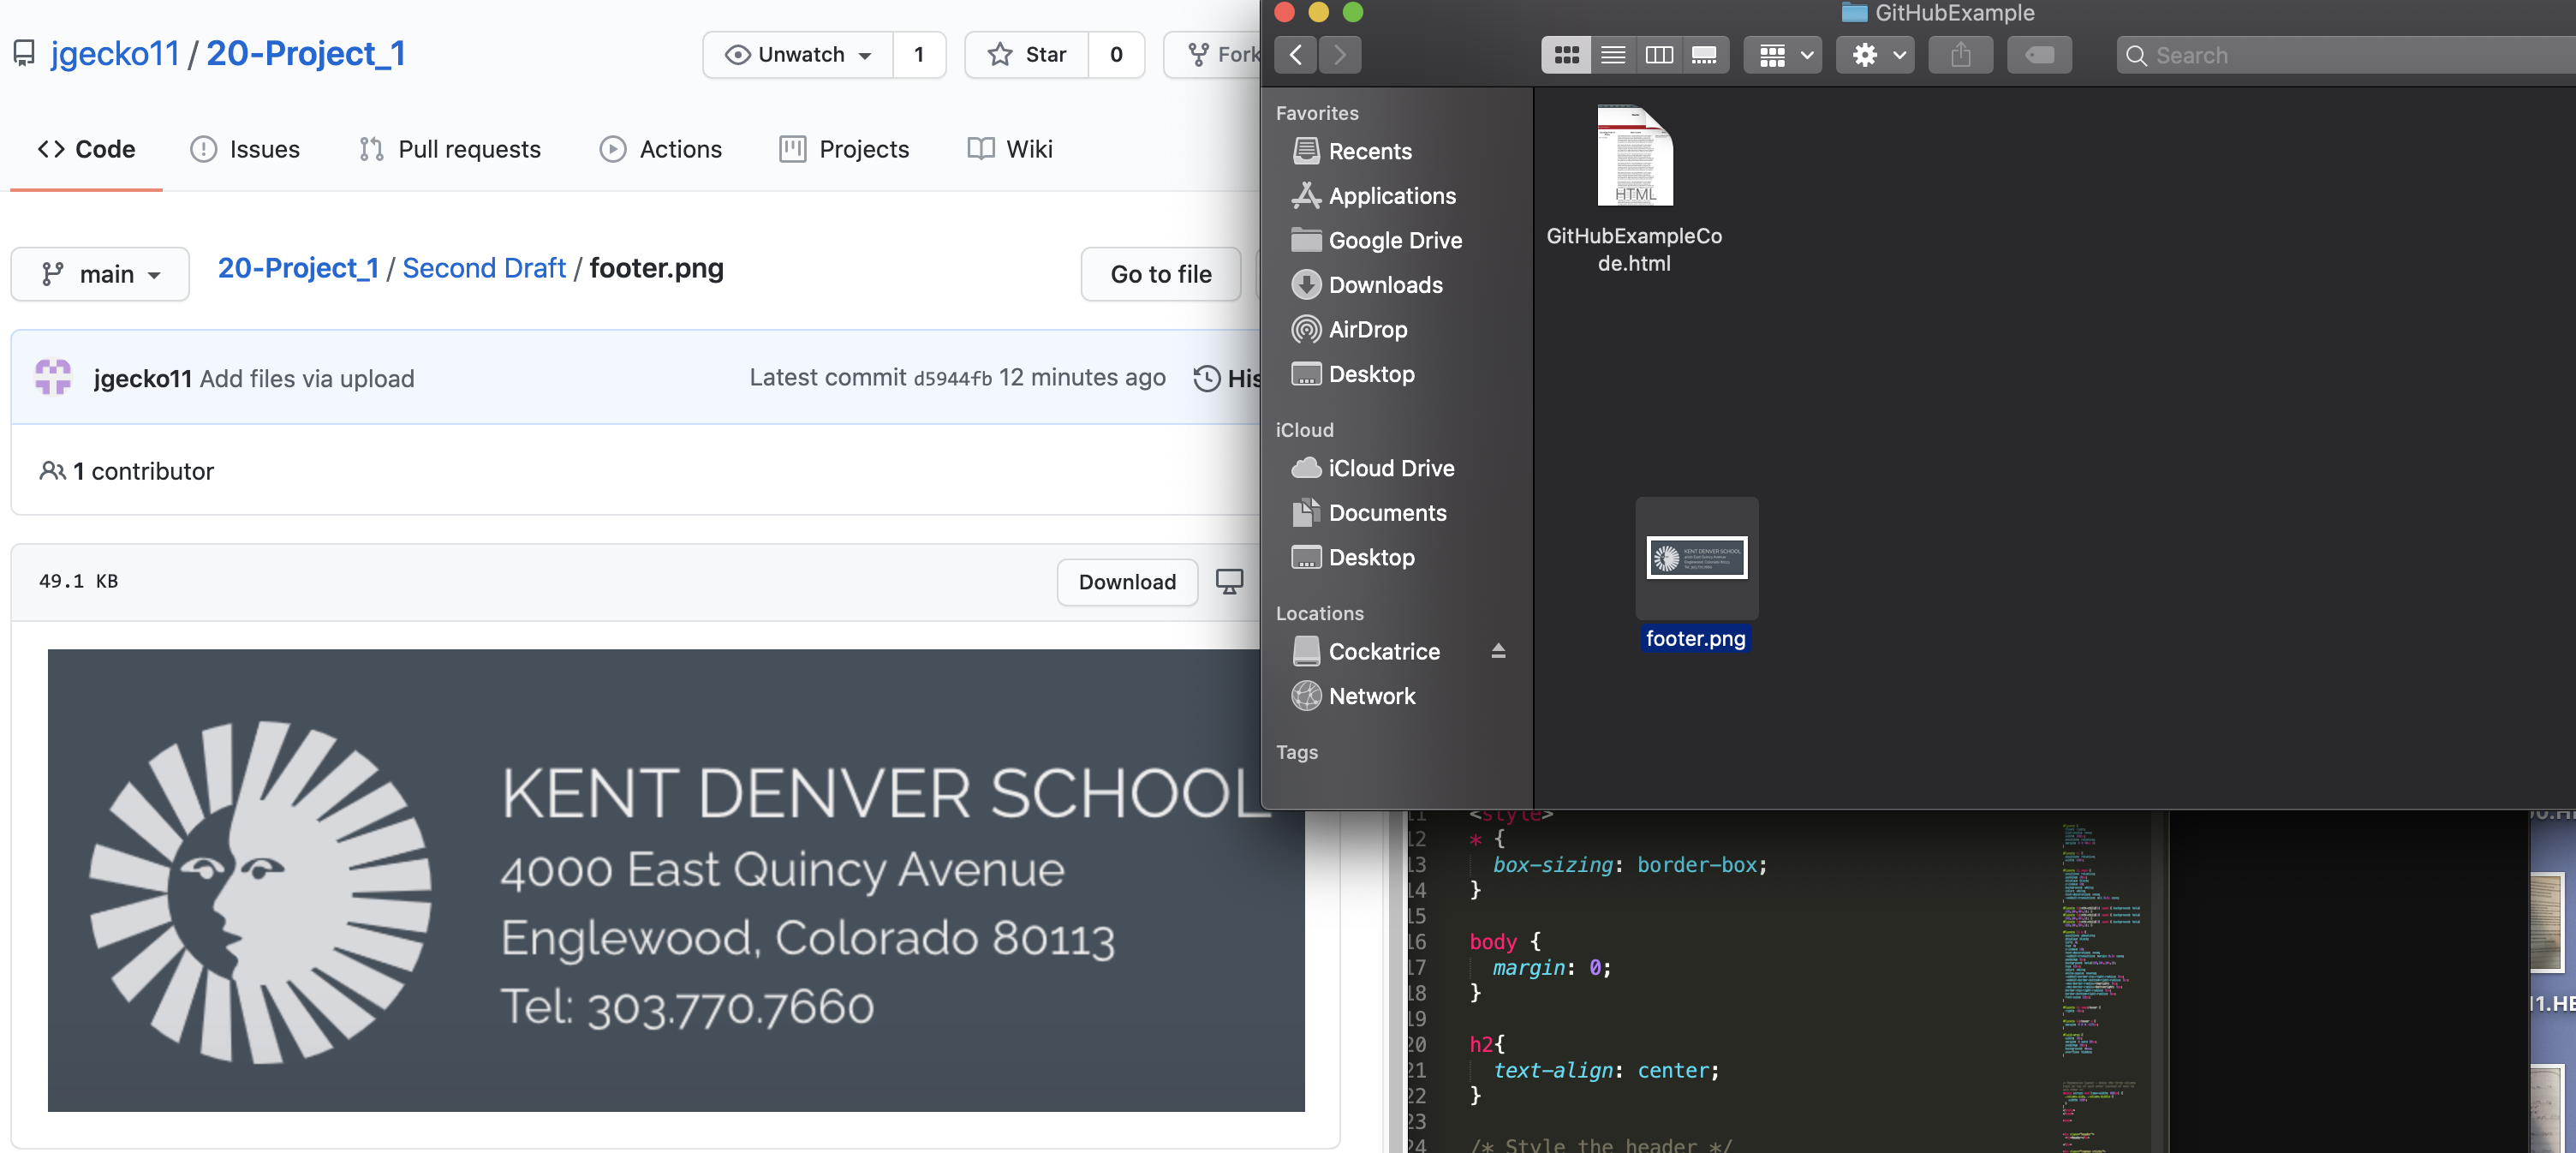 jgecko11 / 20-Project_1
Unwatch 1
Star 0
Fork
Code
Issues
Pull requests
Actions
Projects
Wiki
main
20-Project_1 / Second Draft / footer.png
Go to file
jgecko11 Add files via upload
Latest commit d5944fb 12 minutes ago
His
1 contributor
49.1 KB
Download
KENT DENVER SCHOOL
4000 East Quincy Avenue
Englewood, Colorado 80113
Tel: 303.770.7660
GitHubExample
Search
Favorites
Recents
Applications
Google Drive
Downloads
AirDrop
Desktop
iCloud
iCloud Drive
Documents
Desktop
Locations
Cockatrice
Network
Tags
HTML
GitHubExampleCo
de.html
KENT DENVER SCHOOL
footer.png
11 <style>
12 * {
13 box-sizing: border-box;
14 }
15
16 body {
17 margin: 0;
18 }
19
20 h2{
21 text-align: center;
22 }
23
24 /* Style the header */